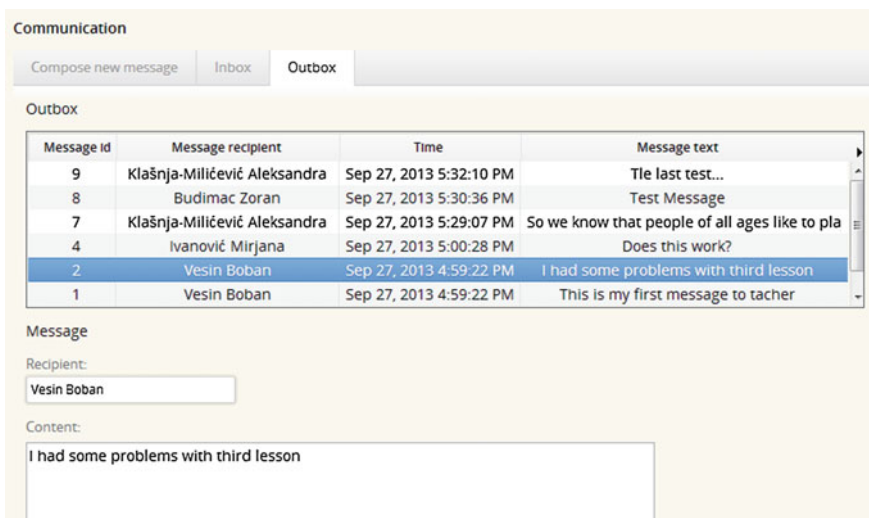 Communication
Compose new message Inbox Outbox
Outbox
Message id Message recipient Time Message text
9 Klašnja-Milićević Aleksandra Sep 27, 2013 5:32:10 PM Tle last test...
8 Budimac Zoran Sep 27, 2013 5:30:36 PM Test Message
7 Klašnja-Milićević Aleksandra Sep 27, 2013 5:29:07 PM So we know that people of all ages like to pla
4 Ivanović Mirjana Sep 27, 2013 5:00:28 PM Does this work?
2 Vesin Boban Sep 27, 2013 4:59:22 PM I had some problems with third lesson
1 Vesin Boban Sep 27, 2013 4:59:22 PM This is my first message to tacher
Message
Recipient:
Vesin Boban
Content:
I had some problems with third lesson